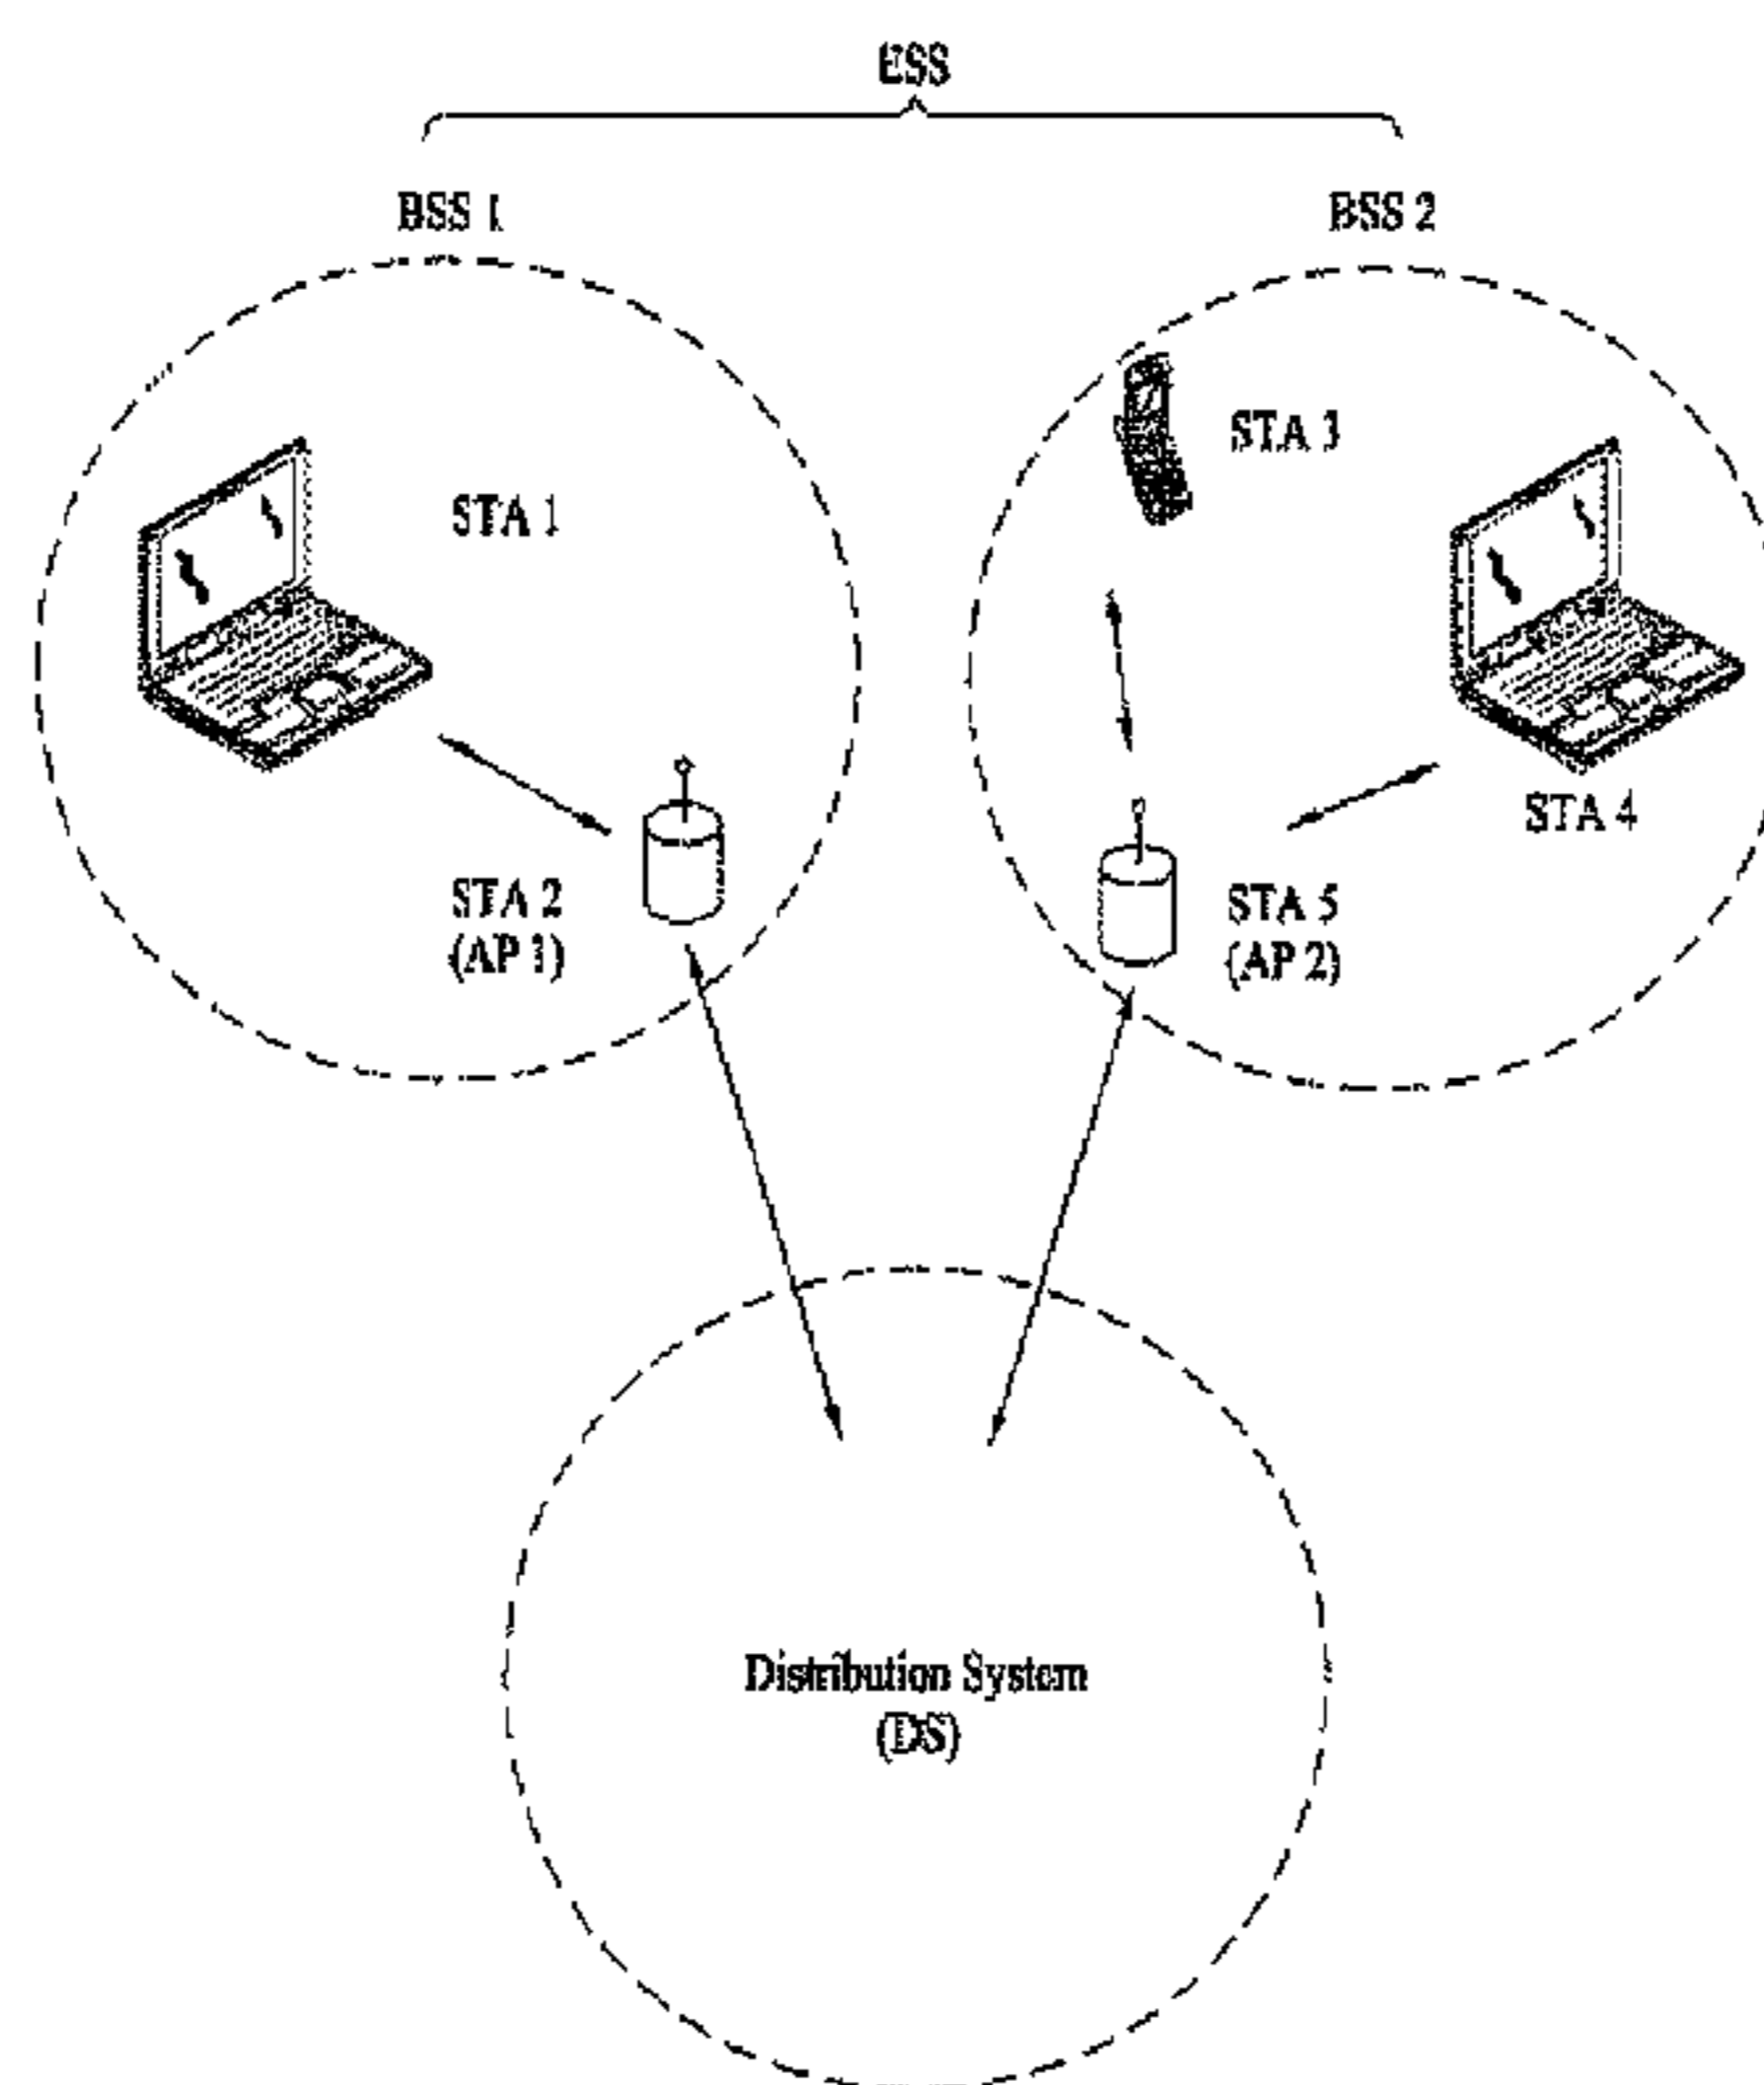 ESS
BSS 1
BSS 2
STA 3
STA 1
STA 4
STA 2
(AP 1)
STA 5
(AP 2)
Distribution System
(DS)